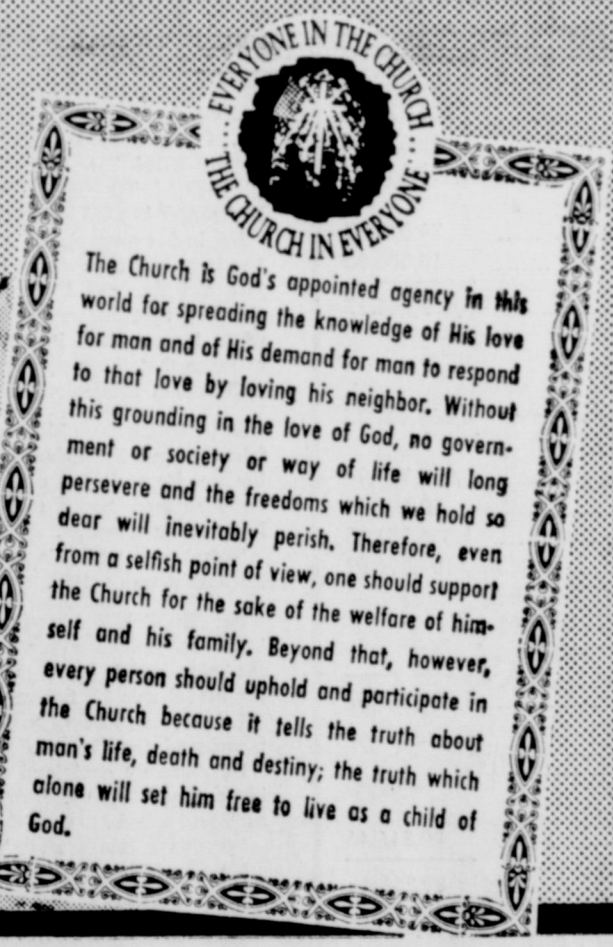 EVERYONE IN THE CHURCH
THE CHURCH IN EVERYONE
The Church is God's appointed agency in this
world for spreading the knowledge of His love
for man and of His demand for man to respond
to that love by loving his neighbor. Without
this grounding in the love of God, no govern-
ment or society or way of life will long
persevere and the freedoms which we hold so
dear will inevitably perish. Therefore, even
from a selfish point of view, one should support
the Church for the sake of the welfare of him-
self and his family. Beyond that, however,
every person should uphold and participate in
the Church because it tells the truth about
man's life, death and destiny; the truth which
alone will set him free to live as a child of
God.